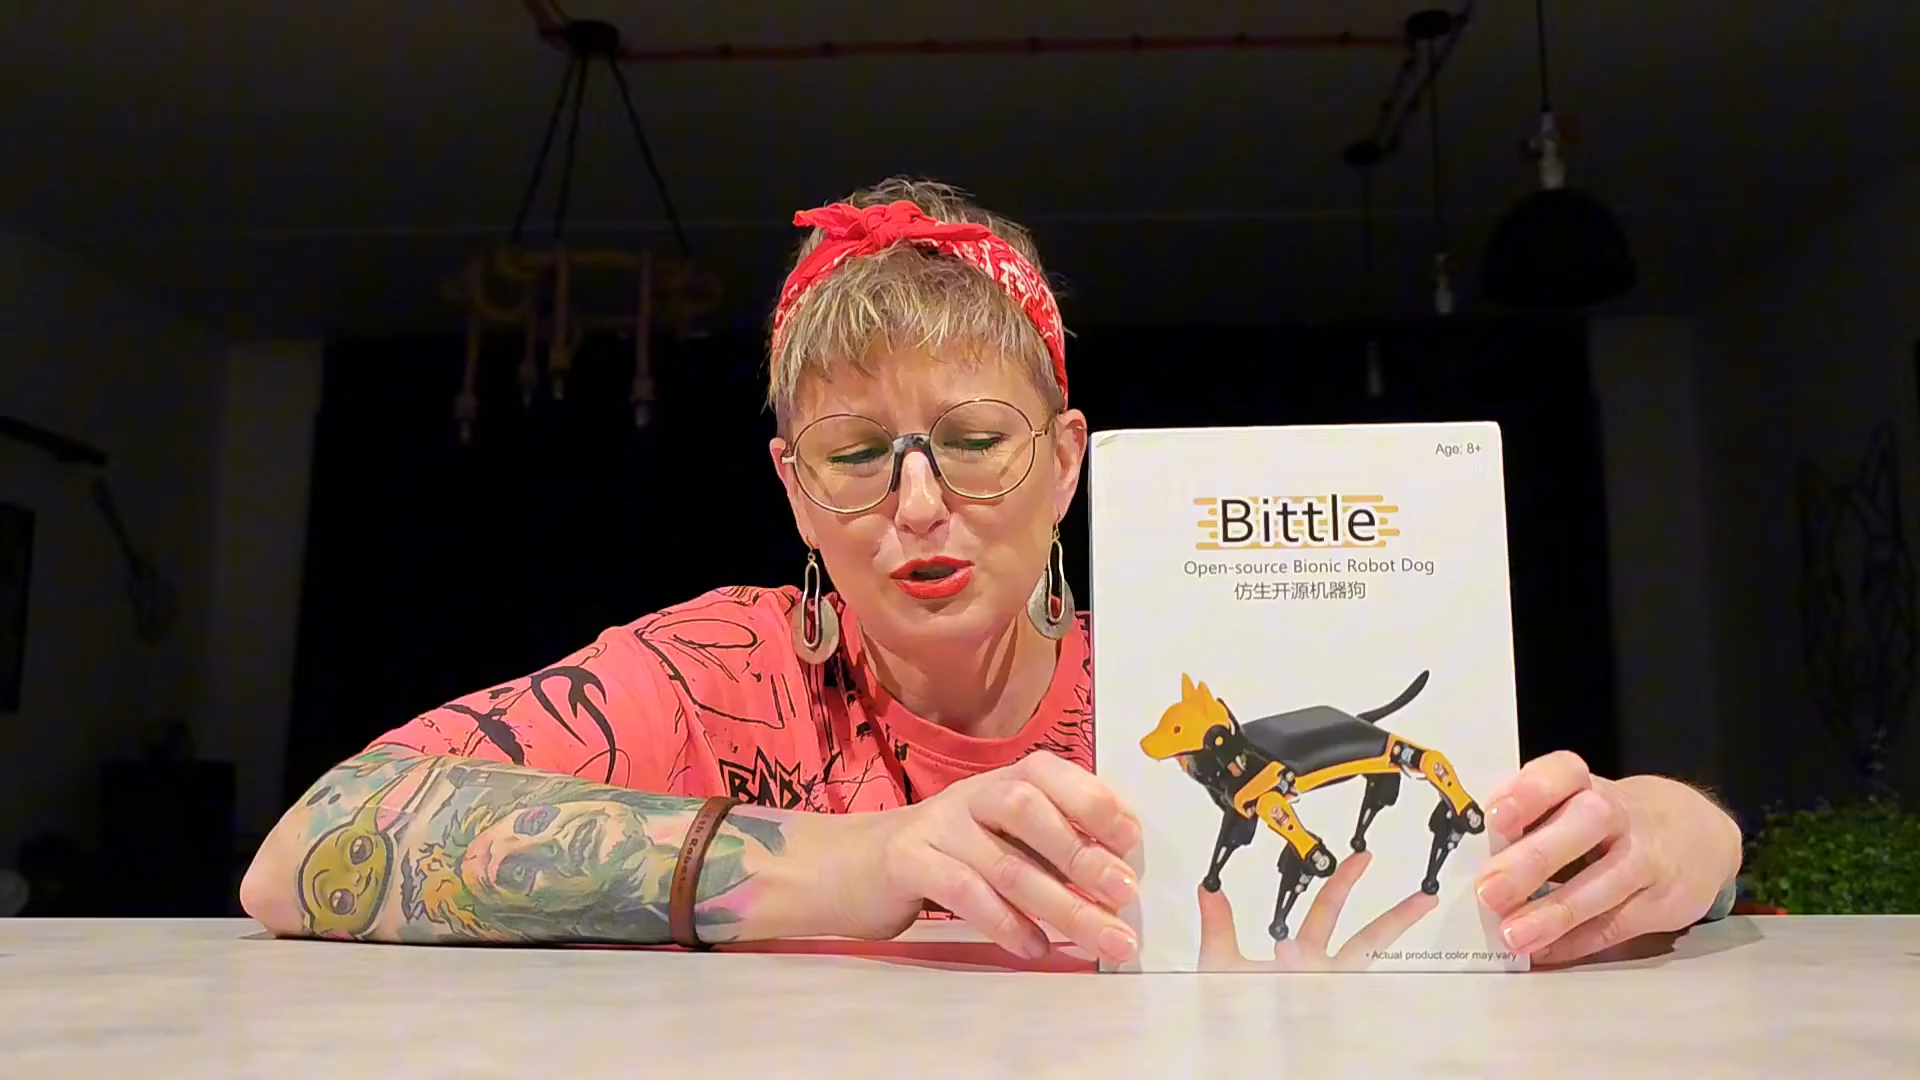 Age: 8+
Bittle
Open-source Bionic Robot Dog
仿生开源机器狗
• Actual product color may vary
BAD